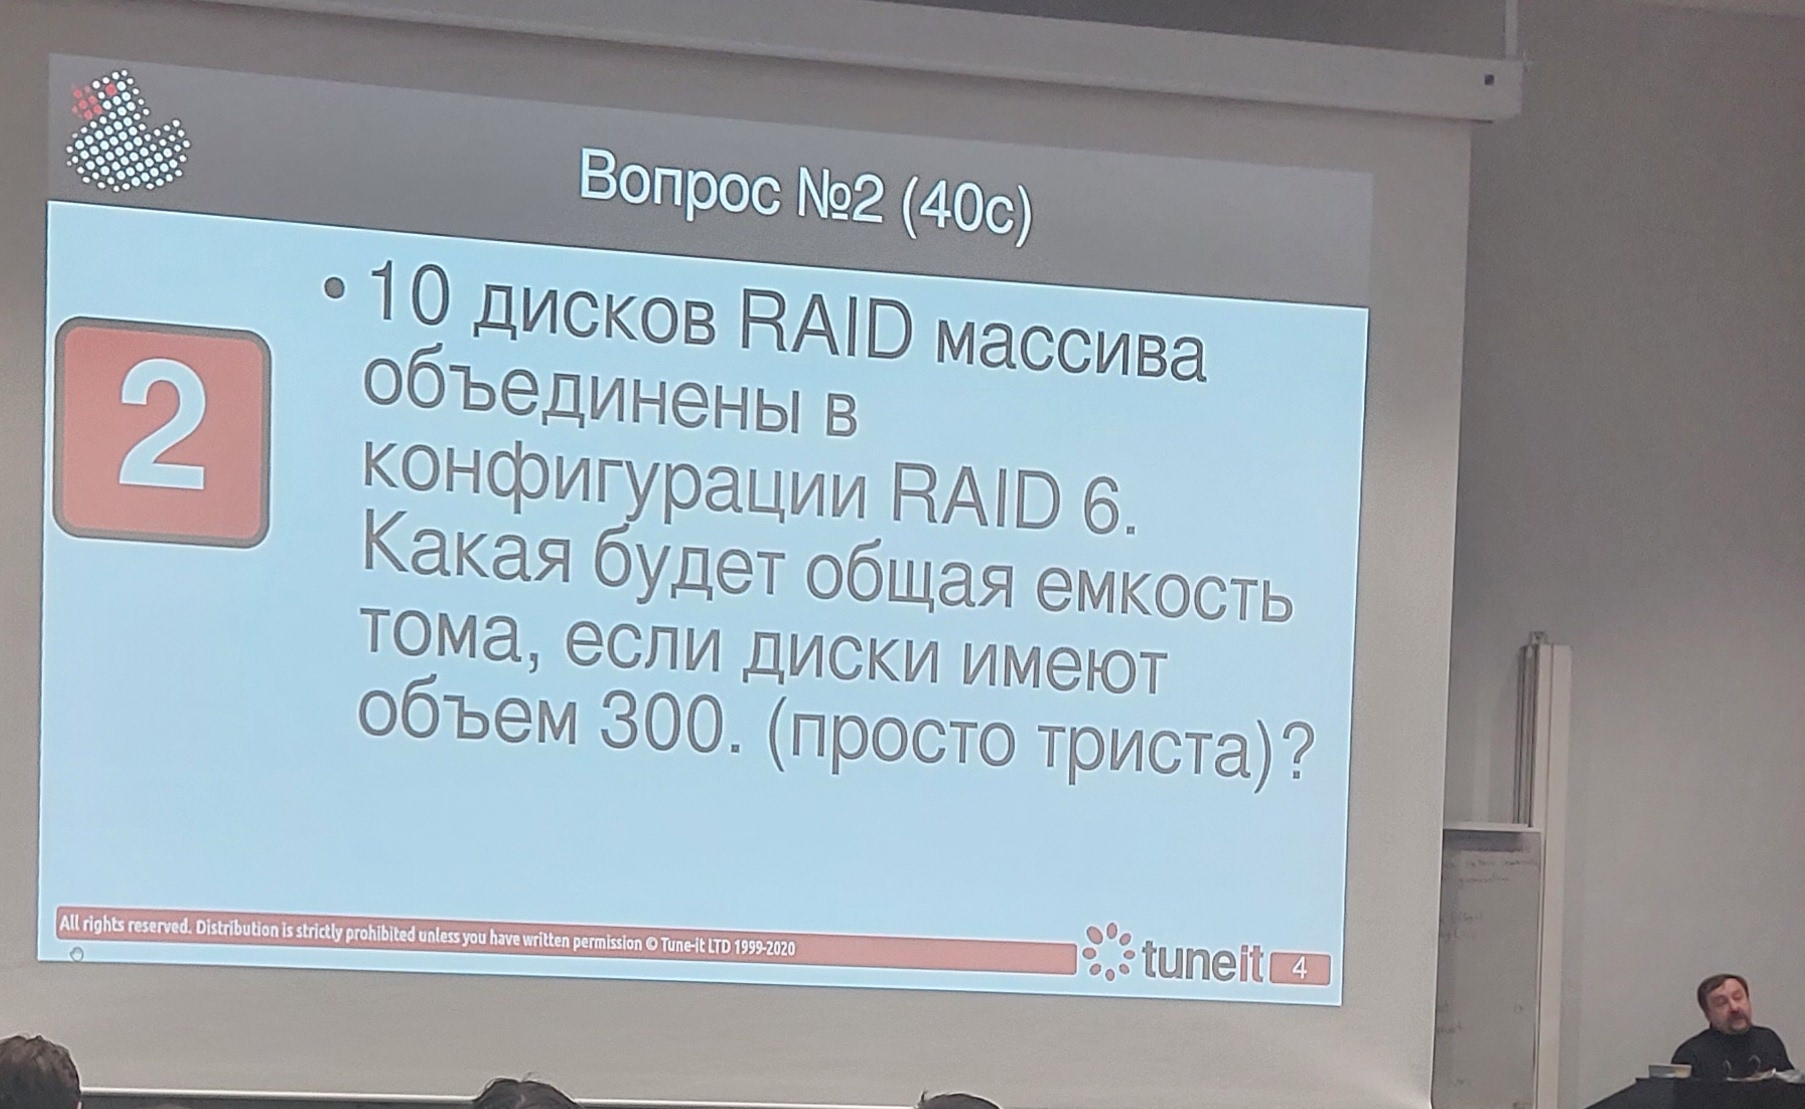 Вопрос №2 (40с)
2
• 10 дисков RAID массива
объединены в
конфигурации RAID 6.
Какая будет общая емкость
тома, если диски имеют
объем 300. (просто триста)?
All rights reserved. Distribution is strictly prohibited unless you have written permission © Tune-it LTD 1999-2020
tuneit
4